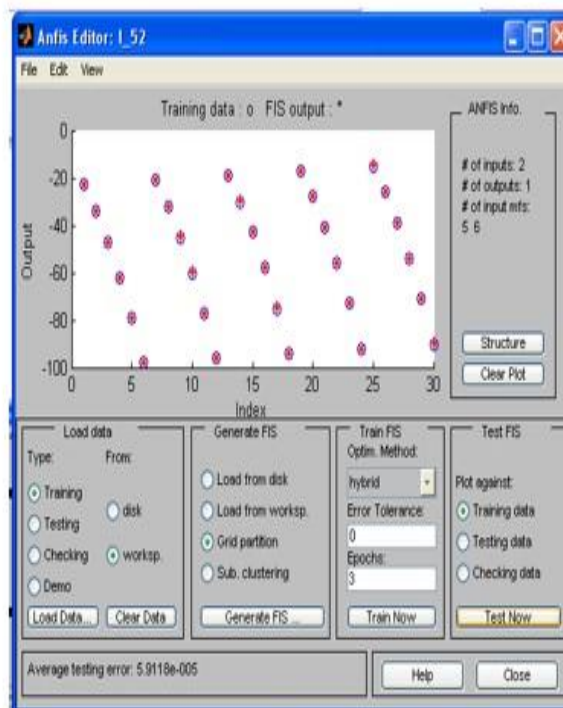 Anfis Editor: I_52
File Edit View
Training data : o FIS output : *
0
-20
-40
-60
-80
-100
Output
0 5 10 15 20 25 30
Index
ANFIS Info.
# of inputs: 2
# of outputs: 1
# of input mfs:
5 6
Structure
Clear Plot
Load data
Type: From:
Training
Testing
Checking
Demo
disk
worksp.
Load Data... Clear Data
Generate FIS
Load from disk
Load from worksp.
Grid partition
Sub. clustering
Generate FIS ...
Train FIS
Optim. Method:
hybrid
Error Tolerance:
0
Epochs:
3
Train Now
Test FIS
Plot against:
Training data
Testing data
Checking data
Test Now
Average testing error: 5.9118e-005
Help Close